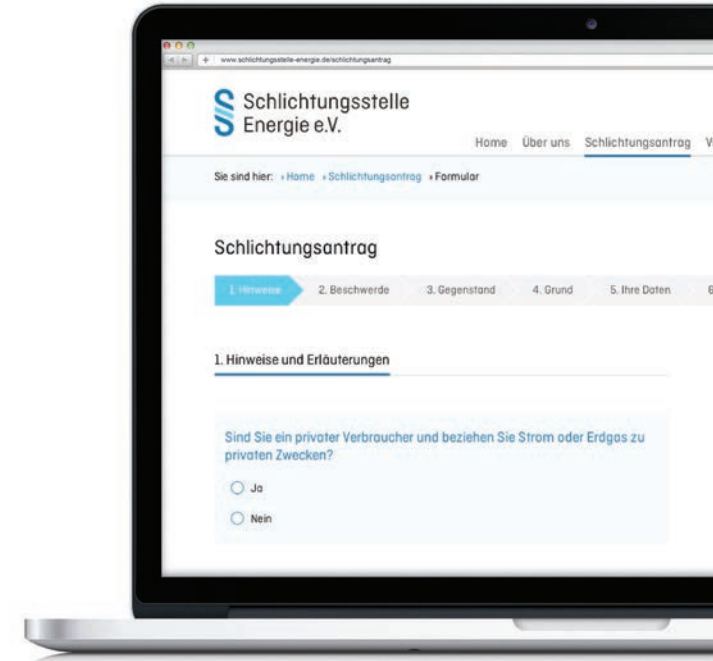 www.schlichtungsstelle-energie.de/schlichtungsantrag
Schlichtungsstelle
Energie e.V.
Home Über uns Schlichtungsantrag
Sie sind hier: › Home › Schlichtungsantrag › Formular
Schlichtungsantrag
1. Hinweise 2. Beschwerde 3. Gegenstand 4. Grund 5. Ihre Daten 6
1. Hinweise und Erläuterungen
Sind Sie ein privater Verbraucher und beziehen Sie Strom oder Erdgas zu
privaten Zwecken?
Ja
Nein